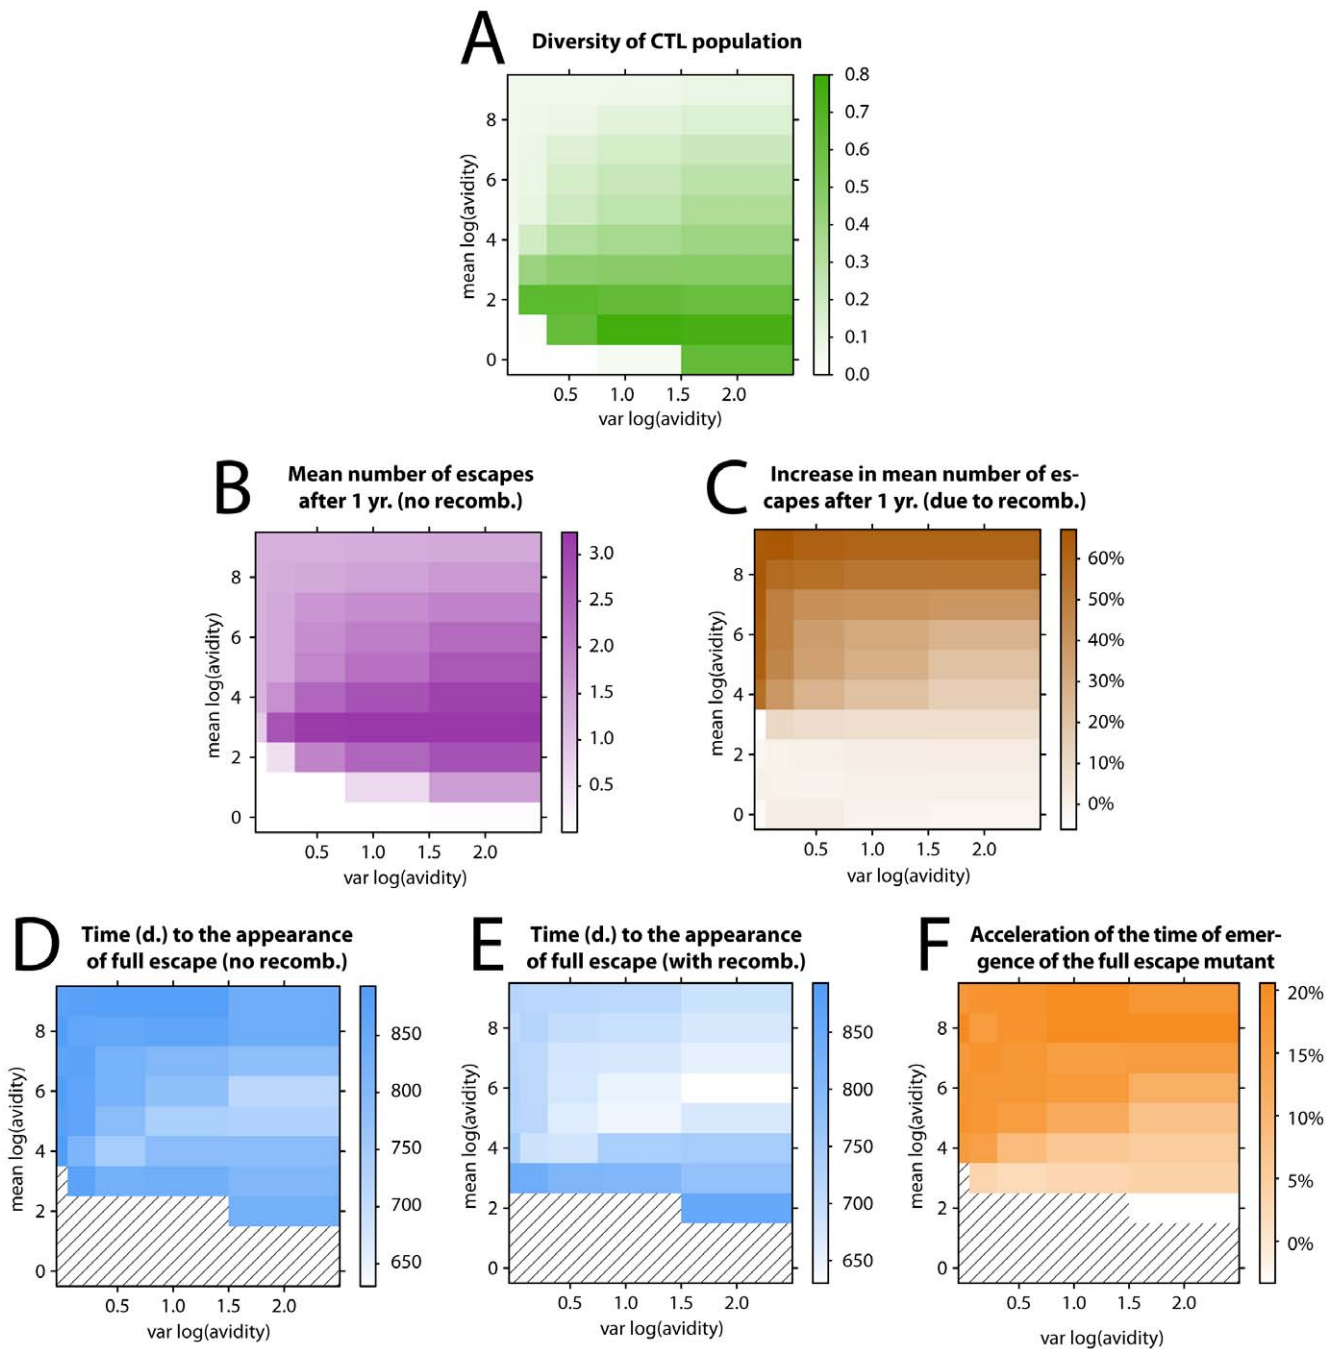 A
Diversity of CTL population
mean log(avidity)
8
6
4
2
0
0.5 1.0 1.5 2.0
var log(avidity)
0.8
0.7
0.6
0.5
0.4
0.3
0.2
0.1
0.0
B
Mean number of escapes
after 1 yr. (no recomb.)
mean log(avidity)
8
6
4
2
0
0.5 1.0 1.5 2.0
var log(avidity)
3.0
2.5
2.0
1.5
1.0
0.5
C
Increase in mean number of es-
capes after 1 yr. (due to recomb.)
mean log(avidity)
8
6
4
2
0
0.5 1.0 1.5 2.0
var log(avidity)
60%
50%
40%
30%
20%
10%
0%
D
Time (d.) to the appearance
of full escape (no recomb.)
mean log(avidity)
8
6
4
2
0
0.5 1.0 1.5 2.0
var log(avidity)
850
800
750
700
650
E
Time (d.) to the appearance
of full escape (with recomb.)
mean log(avidity)
8
6
4
2
0
0.5 1.0 1.5 2.0
var log(avidity)
850
800
750
700
650
F
Acceleration of the time of emer-
gence of the full escape mutant
mean log(avidity)
8
6
4
2
0
0.5 1.0 1.5 2.0
var log(avidity)
20%
15%
10%
5%
0%